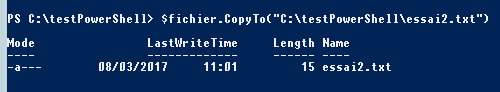 PS C:\testPowerShell> $fichier.CopyTo("C:\testPowerShell\essai2.txt")
Mode LastWriteTime Length Name
---- ------------- ------ ----
-a--- 08/03/2017 11:01 15 essai2.txt